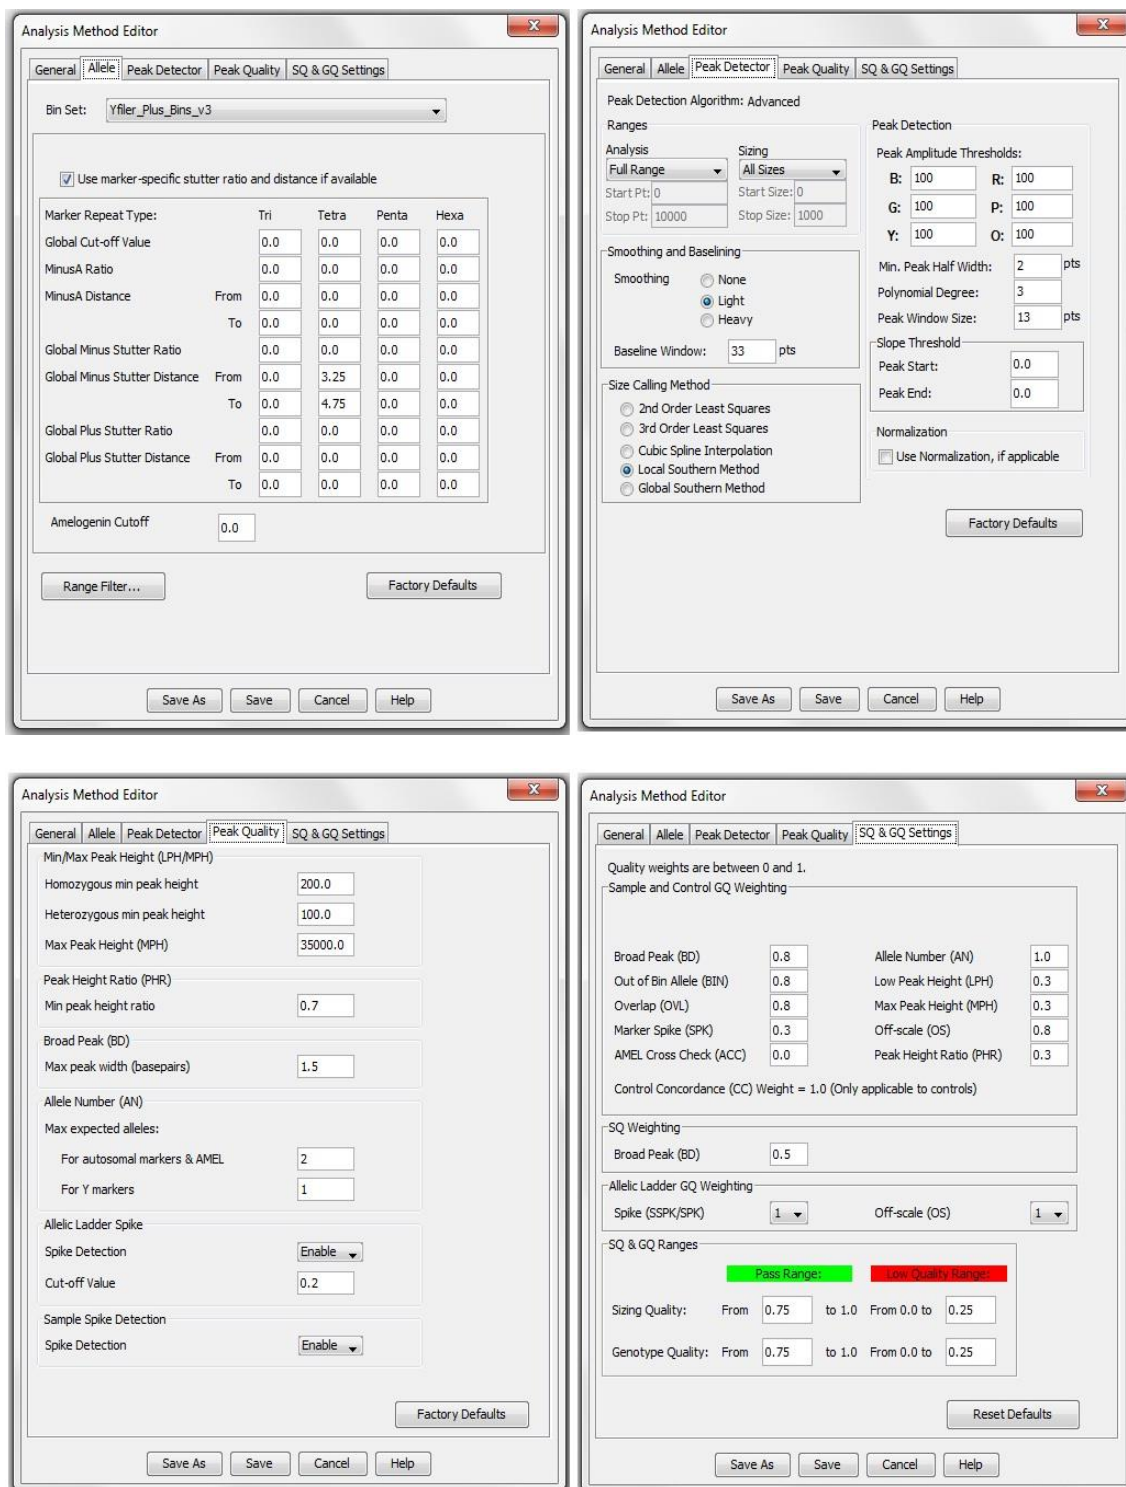 Analysis Method Editor
General Allele Peak Detector Peak Quality SQ & GQ Settings
Bin Set: Yfiler_Plus_Bins_v3
Use marker-specific stutter ratio and distance if available
Marker Repeat Type: Tri Tetra Penta Hexa
Global Cut-off Value 0.0 0.0 0.0 0.0
MinusA Ratio 0.0 0.0 0.0 0.0
MinusA Distance From 0.0 0.0 0.0 0.0
To 0.0 0.0 0.0 0.0
Global Minus Stutter Ratio 0.0 0.0 0.0 0.0
Global Minus Stutter Distance From 0.0 3.25 0.0 0.0
To 0.0 4.75 0.0 0.0
Global Plus Stutter Ratio 0.0 0.0 0.0 0.0
Global Plus Stutter Distance From 0.0 0.0 0.0 0.0
To 0.0 0.0 0.0 0.0
Amelogenin Cutoff 0.0
Range Filter... Factory Defaults
Save As Save Cancel Help
Analysis Method Editor
General Allele Peak Detector Peak Quality SQ & GQ Settings
Peak Detection Algorithm: Advanced
Ranges
Analysis Sizing
Full Range All Sizes
Start Pt: 0 Start Size: 0
Stop Pt: 10000 Stop Size: 1000
Smoothing and Baselining
Smoothing None
Light
Heavy
Baseline Window: 33 pts
Size Calling Method
2nd Order Least Squares
3rd Order Least Squares
Cubic Spline Interpolation
Local Southern Method
Global Southern Method
Peak Detection
Peak Amplitude Thresholds:
B: 100 R: 100
G: 100 P: 100
Y: 100 O: 100
Min. Peak Half Width: 2 pts
Polynomial Degree: 3
Peak Window Size: 13 pts
Slope Threshold
Peak Start: 0.0
Peak End: 0.0
Normalization
Use Normalization, if applicable
Factory Defaults
Save As Save Cancel Help
Analysis Method Editor
General Allele Peak Detector Peak Quality SQ & GQ Settings
Min/Max Peak Height (LPH/MPH)
Homozygous min peak height 200.0
Heterozygous min peak height 100.0
Max Peak Height (MPH) 35000.0
Peak Height Ratio (PHR)
Min peak height ratio 0.7
Broad Peak (BD)
Max peak width (basepairs) 1.5
Allele Number (AN)
Max expected alleles:
For autosomal markers & AMEL 2
For Y markers 1
Allelic Ladder Spike
Spike Detection Enable
Cut-off Value 0.2
Sample Spike Detection
Spike Detection Enable
Factory Defaults
Save As Save Cancel Help
Analysis Method Editor
General Allele Peak Detector Peak Quality SQ & GQ Settings
Quality weights are between 0 and 1.
Sample and Control GQ Weighting
Broad Peak (BD) 0.8 Allele Number (AN) 1.0
Out of Bin Allele (BIN) 0.8 Low Peak Height (LPH) 0.3
Overlap (OVL) 0.8 Max Peak Height (MPH) 0.3
Marker Spike (SPK) 0.3 Off-scale (OS) 0.8
AMEL Cross Check (ACC) 0.0 Peak Height Ratio (PHR) 0.3
Control Concordance (CC) Weight = 1.0 (Only applicable to controls)
SQ Weighting
Broad Peak (BD) 0.5
Allelic Ladder GQ Weighting
Spike (SSPK/SPK) 1 Off-scale (OS) 1
SQ & GQ Ranges
Pass Range: Low Quality Range:
Sizing Quality: From 0.75 to 1.0 From 0.0 to 0.25
Genotype Quality: From 0.75 to 1.0 From 0.0 to 0.25
Reset Defaults
Save As Save Cancel Help